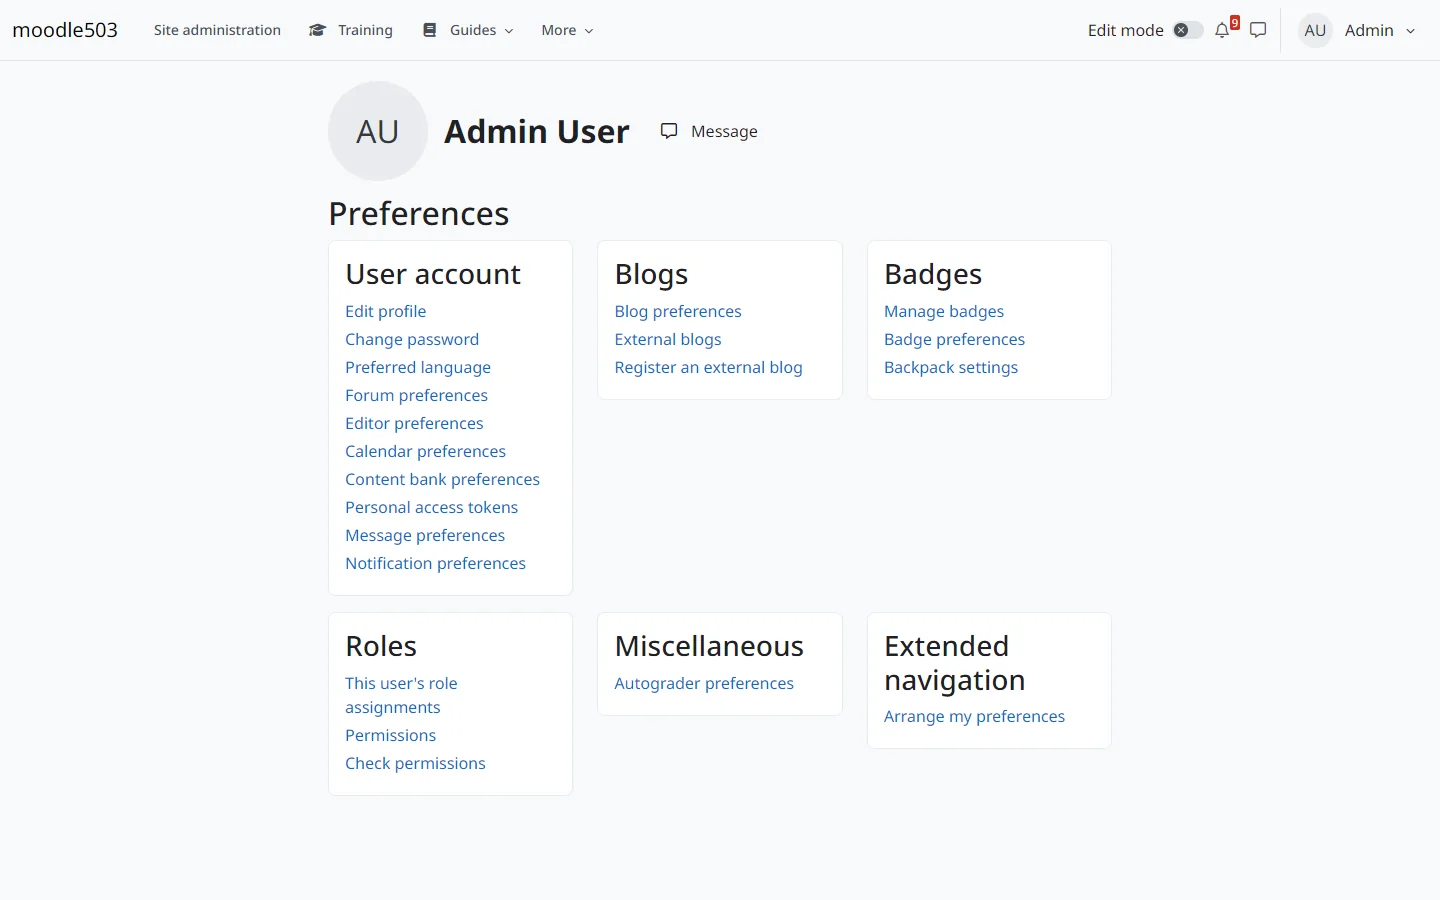 moodle503
Site administration
Training
Guides
More
Edit mode
9
AU
Admin
AU
Admin User
Message
Preferences
User account
Edit profile
Change password
Preferred language
Forum preferences
Editor preferences
Calendar preferences
Content bank preferences
Personal access tokens
Message preferences
Notification preferences
Blogs
Blog preferences
External blogs
Register an external blog
Badges
Manage badges
Badge preferences
Backpack settings
Roles
This user's role
assignments
Permissions
Check permissions
Miscellaneous
Autograder preferences
Extended
navigation
Arrange my preferences